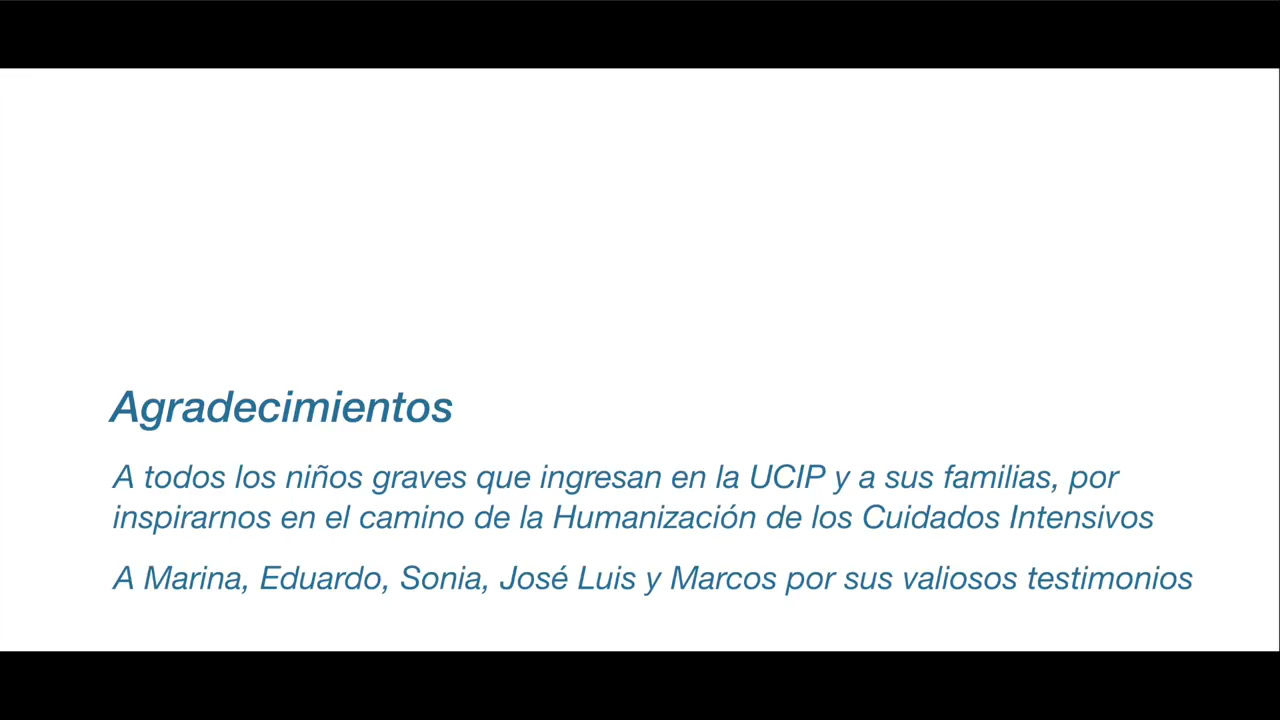 Agradecimientos
A todos los niños graves que ingresan en la UCIP y a sus familias, por
inspirarnos en el camino de la Humanización de los Cuidados Intensivos
A Marina, Eduardo, Sonia, José Luis y Marcos por sus valiosos testimonios